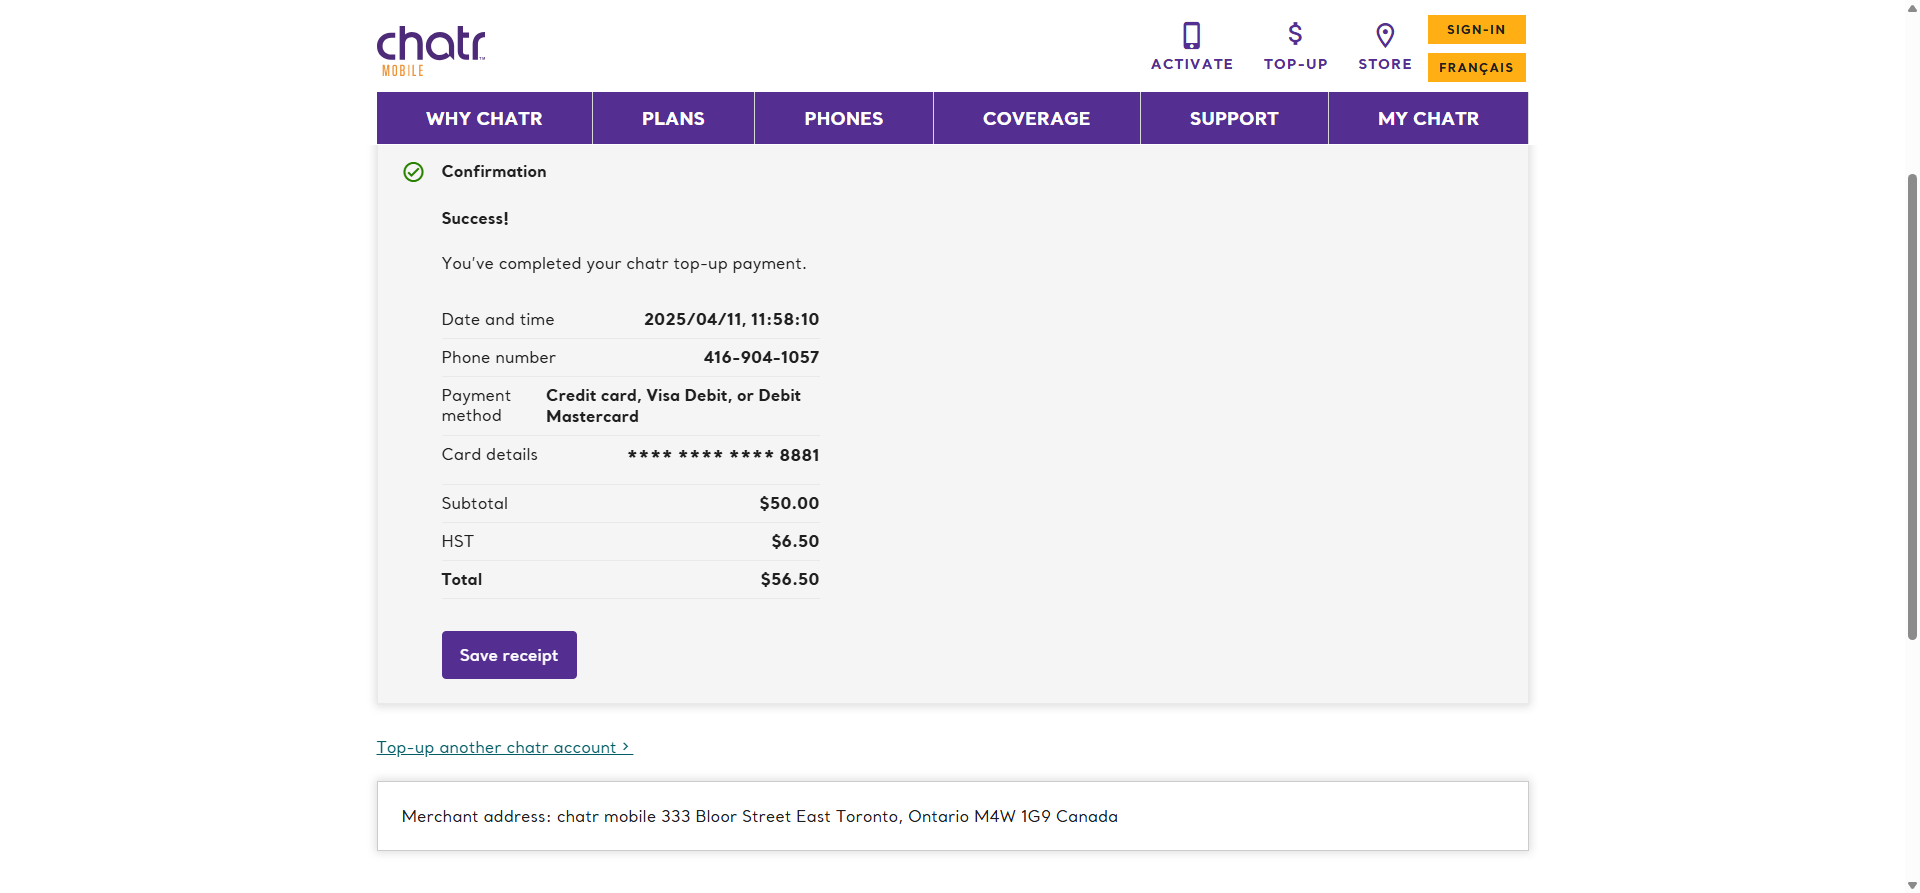 chatr™
MOBILE
ACTIVATE
TOP-UP
STORE
SIGN-IN
FRANÇAIS
WHY CHATR
PLANS
PHONES
COVERAGE
SUPPORT
MY CHATR
Confirmation
Success!
You've completed your chatr top-up payment.
Date and time 2025/04/11, 11:58:10
Phone number 416-904-1057
Payment method Credit card, Visa Debit, or Debit Mastercard
Card details **** **** **** 8881
Subtotal $50.00
HST $6.50
Total $56.50
Save receipt
Top-up another chatr account >
Merchant address: chatr mobile 333 Bloor Street East Toronto, Ontario M4W 1G9 Canada